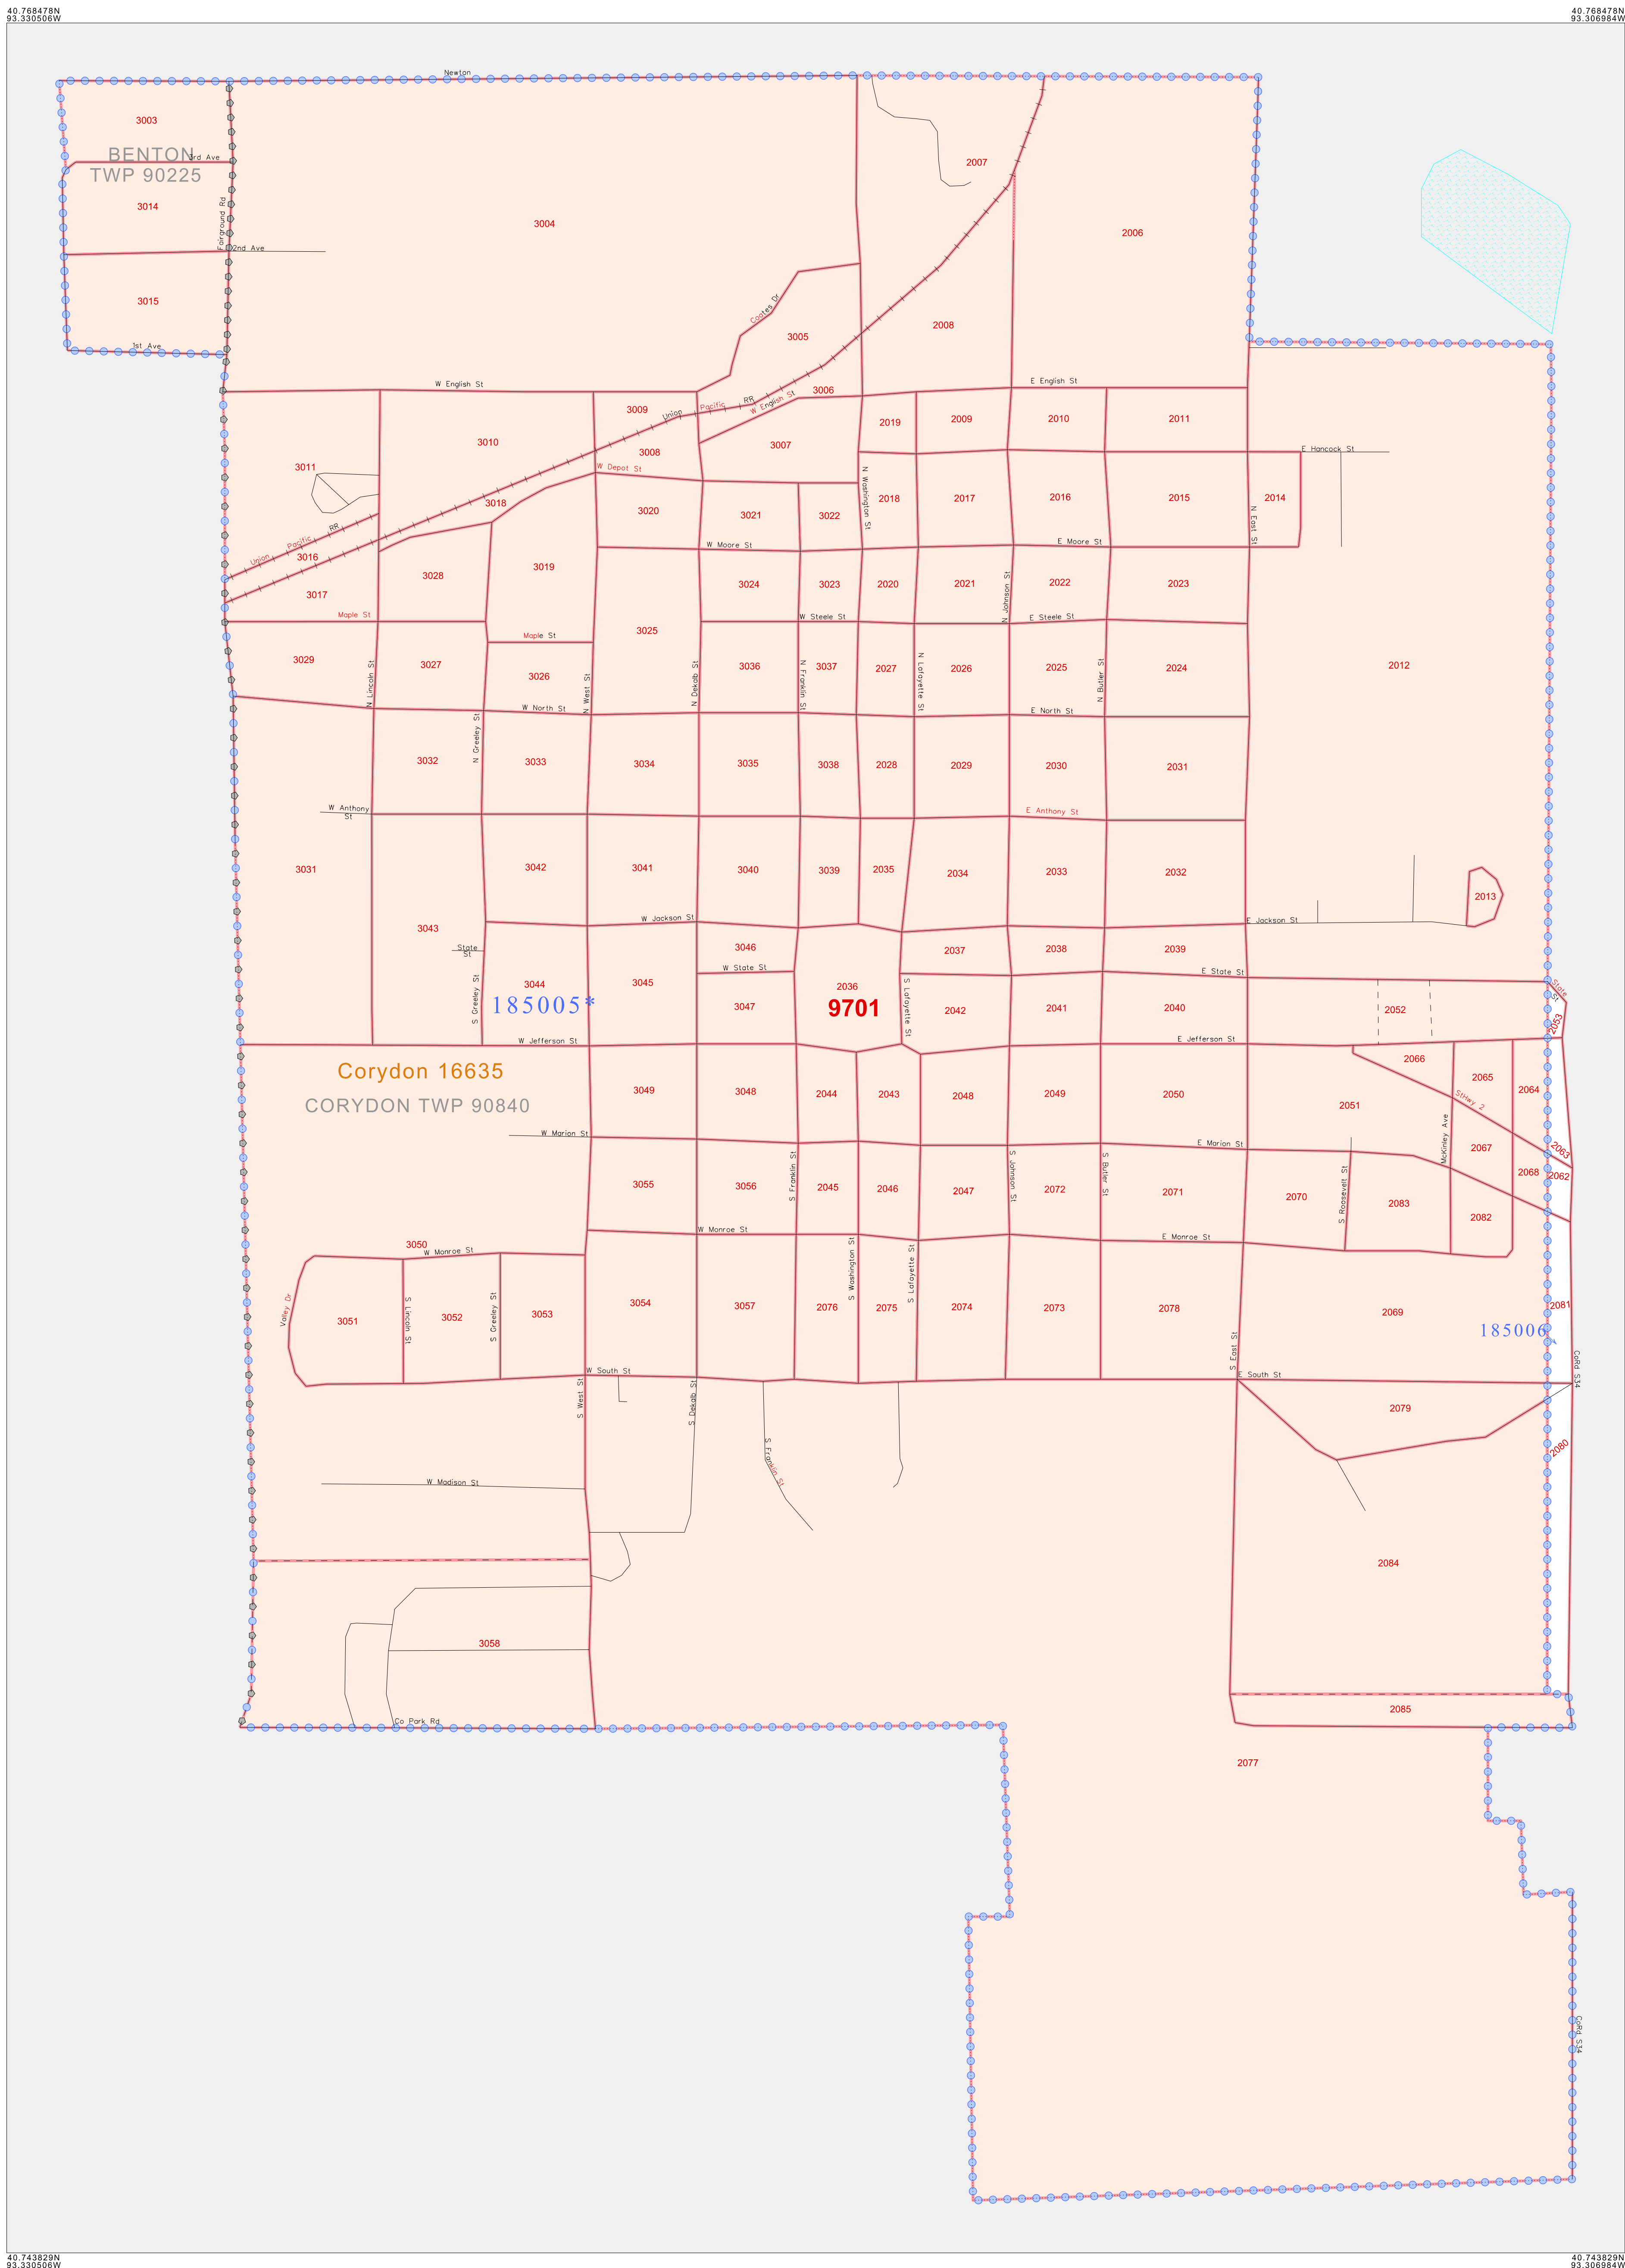 40.768478N
93.330506W
40.768478N
93.306984W
Newton
3003
BENTON
3rd Ave
TWP 90225
2007
3014
Fairground Rd
3004
2006
2nd Ave
3015
Coates Dr
3005
2008
1st Ave
W English St
E English St
3006
3009
Union
Pacific
RR
W English St
2019
2009
2010
2011
3010
3007
3008
E Hancock St
3011
W Depot St
N Washington St
3018
3020
3021
3022
2018
2017
2016
2015
2014
N East St
Union
Pacific
RR
W Moore St
E Moore St
3016
3017
3028
3019
3024
3023
2020
2021
N Johnson St
2022
2023
Maple St
W Steele St
E Steele St
Maple St
3025
3029
N Lincoln St
3027
3026
N West St
N Dekalb St
3036
N Franklin St
3037
2027
N Lafayette St
2026
2025
N Butler St
2024
2012
W North St
E North St
3032
N Greeley St
3033
3034
3035
3038
2028
2029
2030
2031
W Anthony
St
E Anthony St
3031
3042
3041
3040
3039
2035
2034
2033
2032
2013
W Jackson St
E Jackson St
3043
State
St
3046
2037
2038
2039
W State St
E State St
3044
S Greeley St
3045
2036
S Lafayette St
State
St
185005*
3047
9701
2042
2041
2040
2052
2053
W Jefferson St
E Jefferson St
Corydon 16635
2066
2065
2064
CORYDON TWP 90840
3049
3048
2044
2043
2048
2049
2050
2051
StHwy 2
W Marion St
E Marion St
McKinley Ave
2067
2063
2068
2062
3055
3056
S Franklin St
2045
2046
2047
S Johnson St
2072
S Butler St
2071
2070
S Roosevelt St
2083
2082
W Monroe St
E Monroe St
3050
W Monroe St
Valley Dr
3051
S Lincoln St
3052
S Greeley St
3053
3054
3057
2076
S Washington St
2075
S Lafayette St
2074
2073
2078
S East St
2069
2081
185006
CoRd S34
W South St
E South St
S West St
S Dekalb St
2079
S Franklin St
2080
W Madison St
2084
3058
Co Park Rd
2085
2077
CoRd S34
40.743829N
93.330506W
40.743829N
93.306984W